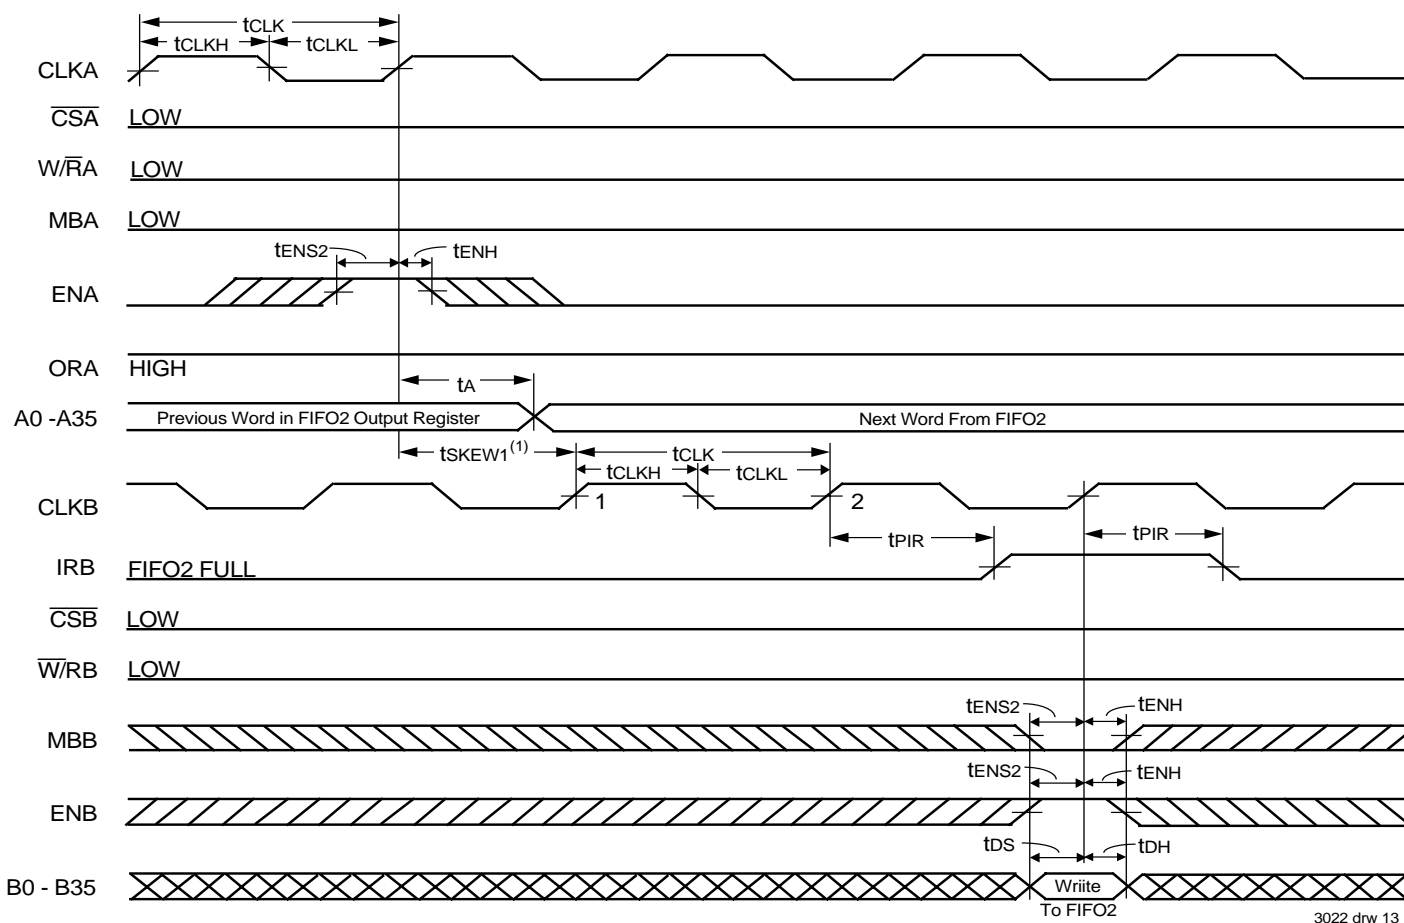 tCLK
tCLKH tCLKL
CLKA
CSA LOW
W/RA LOW
MBA LOW
tENS2 tENH
ENA
ORA HIGH
tA
A0 -A35 Previous Word in FIFO2 Output Register Next Word From FIFO2
tSKEW1(1) tCLK
tCLKH tCLKL
CLKB 1 2
tPIR tPIR
IRB FIFO2 FULL
CSB LOW
W/RB LOW
tENS2 tENH
MBB
tENS2 tENH
ENB
tDS tDH
B0 - B35 Wriite
To FIFO2
3022 drw 13